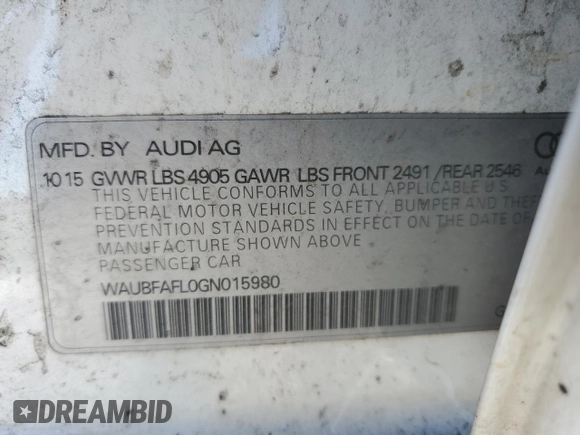 MFD. BY AUDI AG
10 15 GVWR LBS 4905 GAWR LBS FRONT 2491 /REAR 2546
THIS VEHICLE CONFORMS TO ALL APPLICABLE U S
FEDERAL MOTOR VEHICLE SAFETY, BUMPER AND THEFT
PREVENTION STANDARDS IN EFFECT ON THE DATE OF
MANUFACTURE SHOWN ABOVE
PASSENGER CAR
WAUBFAFL0GN015980
DREAMBID